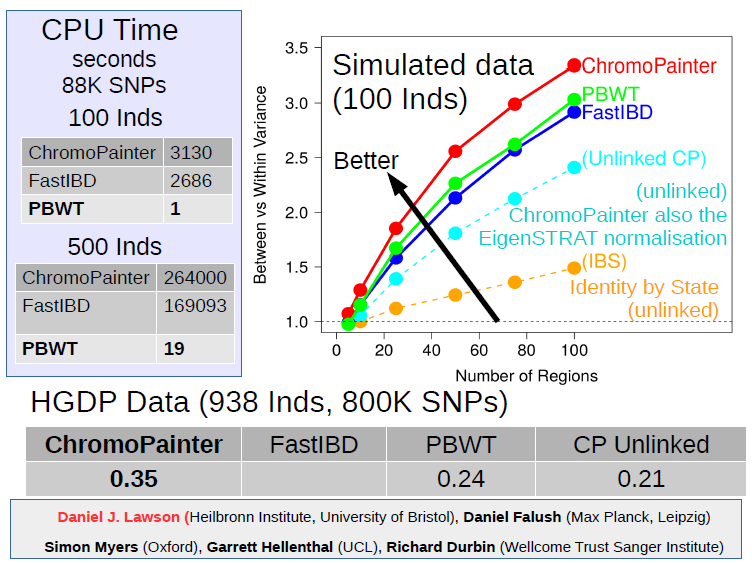 CPU Time
seconds
88K SNPs
100 Inds
ChromoPainter 3130
FastIBD 2686
PBWT 1
500 Inds
ChromoPainter 264000
FastIBD 169093
PBWT 19
Simulated data
(100 Inds)
Better
Between vs Within Variance
3.5
3.0
2.5
2.0
1.5
1.0
0 20 40 60 80 100
Number of Regions
ChromoPainter
PBWT
FastIBD
(Unlinked CP)
(unlinked)
ChromoPainter also the
EigenSTRAT normalisation
(IBS)
Identity by State
(unlinked)
HGDP Data (938 Inds, 800K SNPs)
ChromoPainter FastIBD PBWT CP Unlinked
0.35 0.24 0.21
Daniel J. Lawson (Heilbronn Institute, University of Bristol), Daniel Falush (Max Planck, Leipzig)
Simon Myers (Oxford), Garrett Hellenthal (UCL), Richard Durbin (Wellcome Trust Sanger Institute)